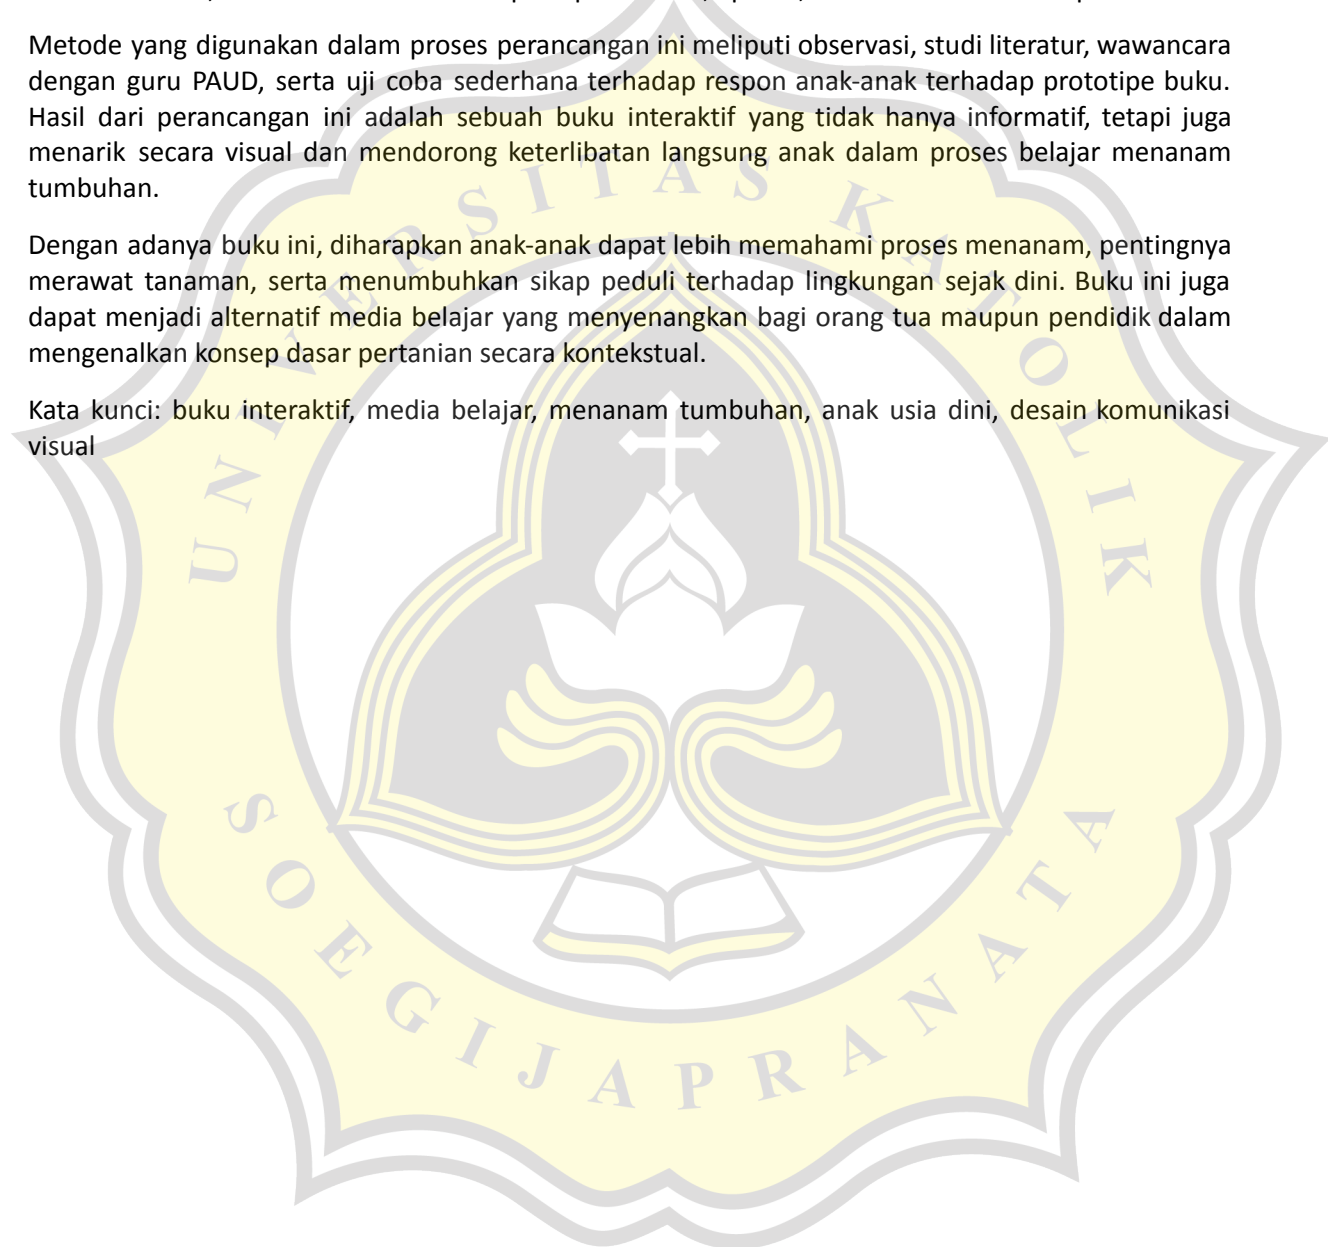 Metode yang digunakan dalam proses perancangan ini meliputi observasi, studi literatur, wawancara
dengan guru PAUD, serta uji coba sederhana terhadap respon anak-anak terhadap prototipe buku.
Hasil dari perancangan ini adalah sebuah buku interaktif yang tidak hanya informatif, tetapi juga
menarik secara visual dan mendorong keterlibatan langsung anak dalam proses belajar menanam
tumbuhan.
Dengan adanya buku ini, diharapkan anak-anak dapat lebih memahami proses menanam, pentingnya
merawat tanaman, serta menumbuhkan sikap peduli terhadap lingkungan sejak dini. Buku ini juga
dapat menjadi alternatif media belajar yang menyenangkan bagi orang tua maupun pendidik dalam
mengenalkan konsep dasar pertanian secara kontekstual.
Kata kunci: buku interaktif, media belajar, menanam tumbuhan, anak usia dini, desain komunikasi
visual
UNIVERSITAS KATOLIK
SOEGIJAPRANATA